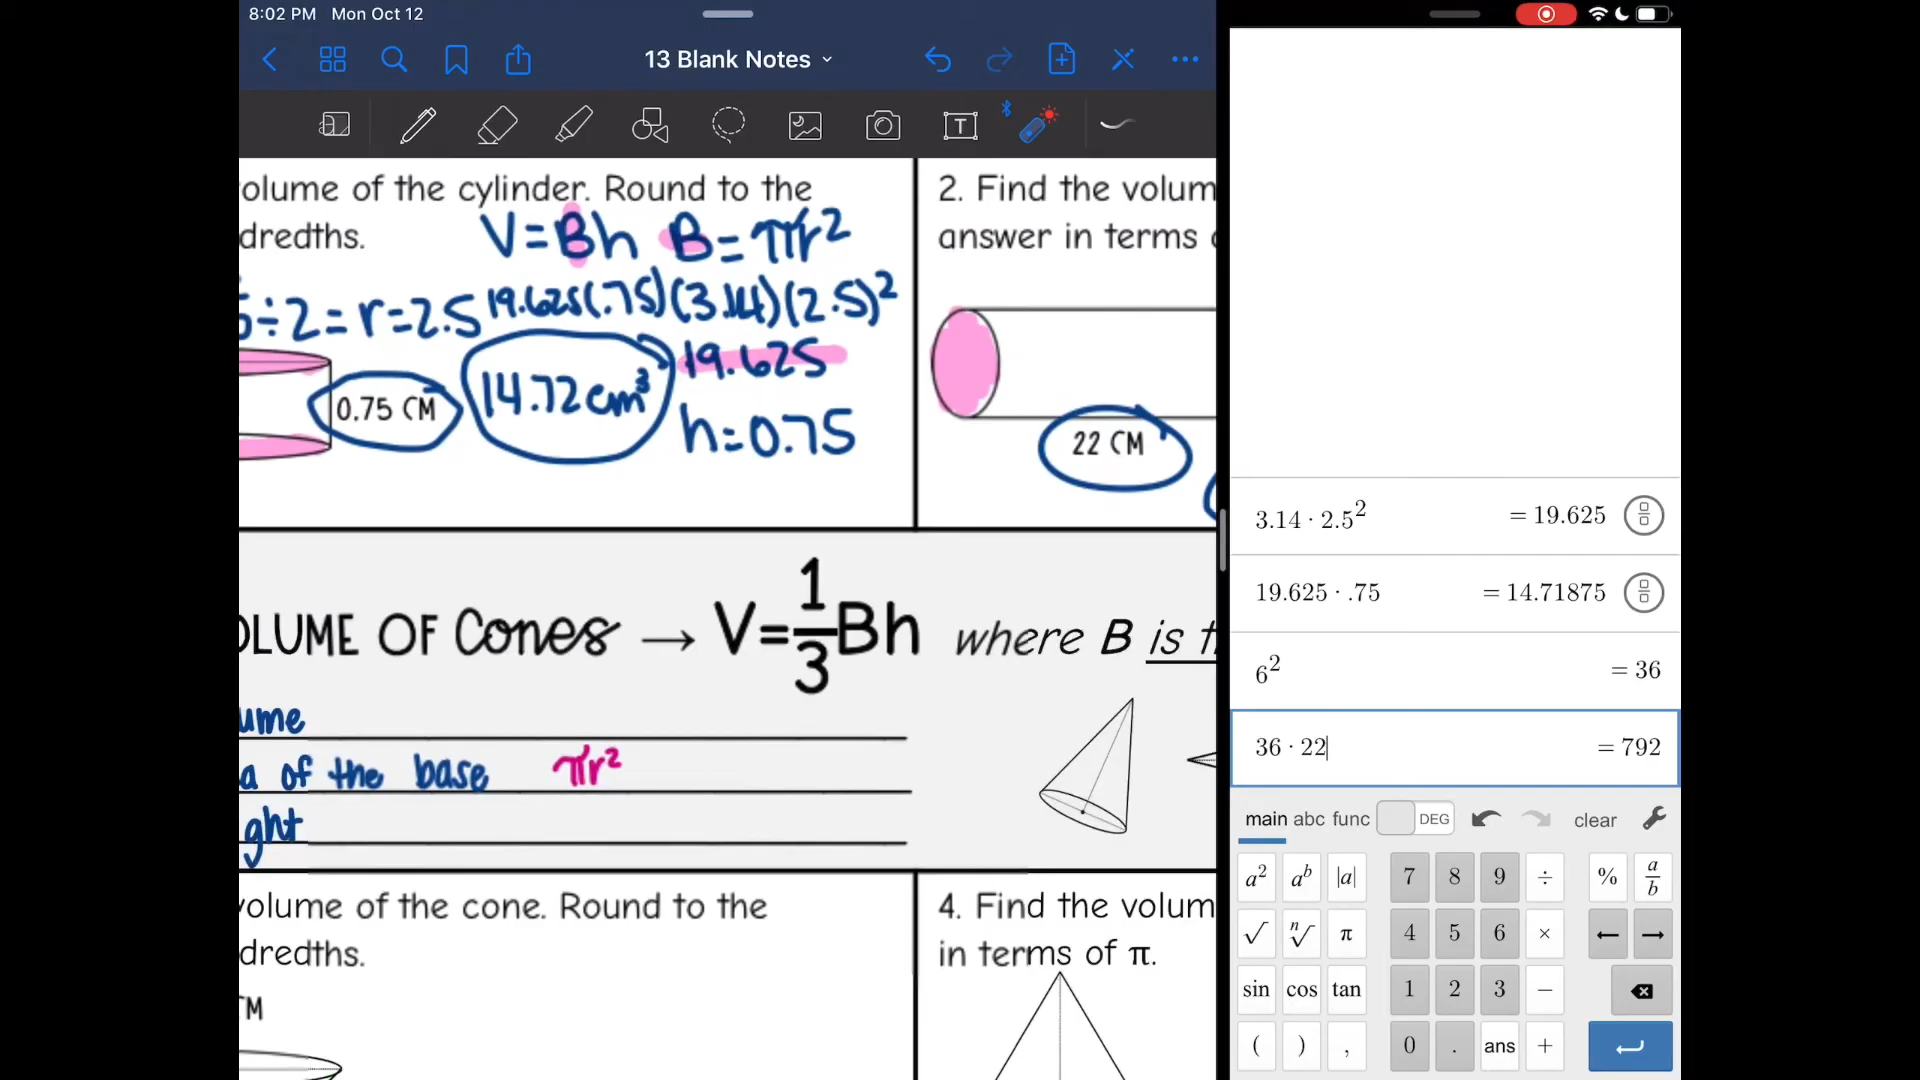 8:02 PM Mon Oct 12
13 Blank Notes
T
olume of the cylinder. Round to the
dredths.
V=Bh B=πr²
÷2=r=2.5 19.625(.75)(3.14)(2.5)²
19.625
0.75 CM
14.72cm³
h=0.75
2. Find the volum
answer in terms
22 CM
OLUME OF Cones → V=1/3Bh where B is t
ume
a of the base πr²
ght
volume of the cone. Round to the
dredths.
M
4. Find the volum
in terms of π.
3.14 · 2.5² = 19.625
19.625 · .75 = 14.71875
6² = 36
36 · 22 = 792
main abc func DEG clear
a² aᵇ |a| 7 8 9 ÷ % a/b
√ ⁿ√ π 4 5 6 × ← →
sin cos tan 1 2 3 −
( ) , 0 . ans +